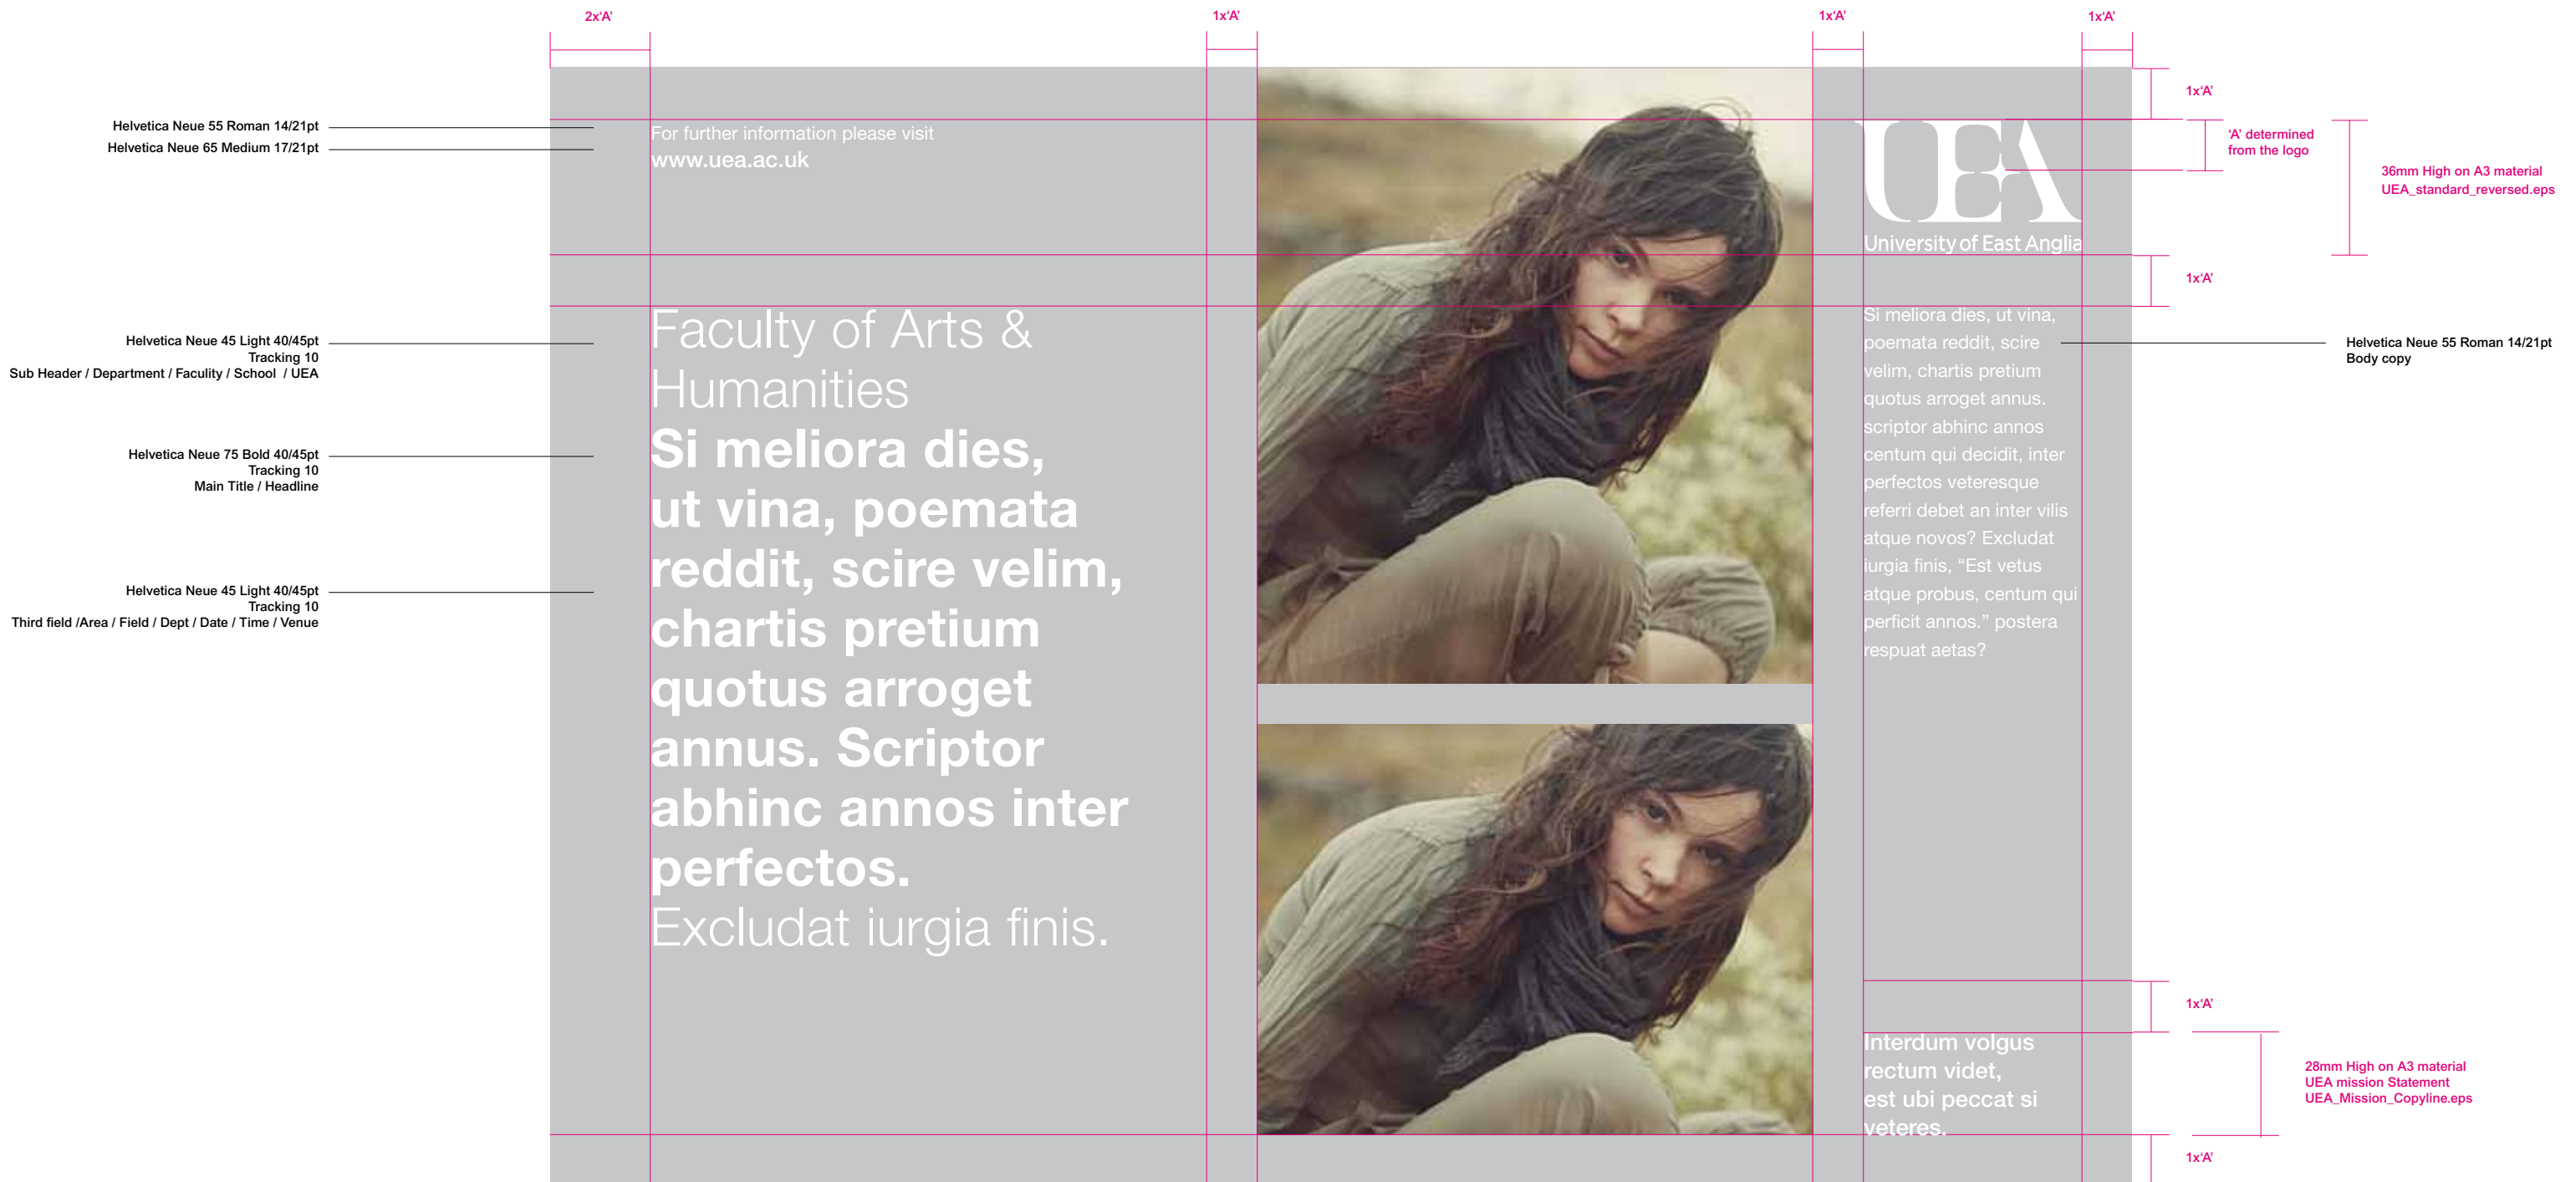 2x‘A’
1x‘A’
1x‘A’
1x‘A’
Helvetica Neue 55 Roman 14/21pt
Helvetica Neue 65 Medium 17/21pt
Helvetica Neue 45 Light 40/45pt
Tracking 10
Sub Header / Department / Faculity / School / UEA
Helvetica Neue 75 Bold 40/45pt
Tracking 10
Main Title / Headline
Helvetica Neue 45 Light 40/45pt
Tracking 10
Third field /Area / Field / Dept / Date / Time / Venue
For further information please visit
www.uea.ac.uk
Faculty of Arts &
Humanities
Si meliora dies,
ut vina, poemata
reddit, scire velim,
chartis pretium
quotus arroget
annus. Scriptor
abhinc annos inter
perfectos.
Excludat iurgia finis.
UEA
University of East Anglia
Si meliora dies, ut vina,
poemata reddit, scire
velim, chartis pretium
quotus arroget annus.
scriptor abhinc annos
centum qui decidit, inter
perfectos veteresque
referri debet an inter vilis
atque novos? Excludat
iurgia finis, “Est vetus
atque probus, centum qui
perficit annos.” postera
respuat aetas?
Interdum volgus
rectum videt,
est ubi peccat si
veteres.
1x‘A’
‘A’ determined
from the logo
36mm High on A3 material
UEA_standard_reversed.eps
1x‘A’
Helvetica Neue 55 Roman 14/21pt
Body copy
1x‘A’
28mm High on A3 material
UEA mission Statement
UEA_Mission_Copyline.eps
1x‘A’